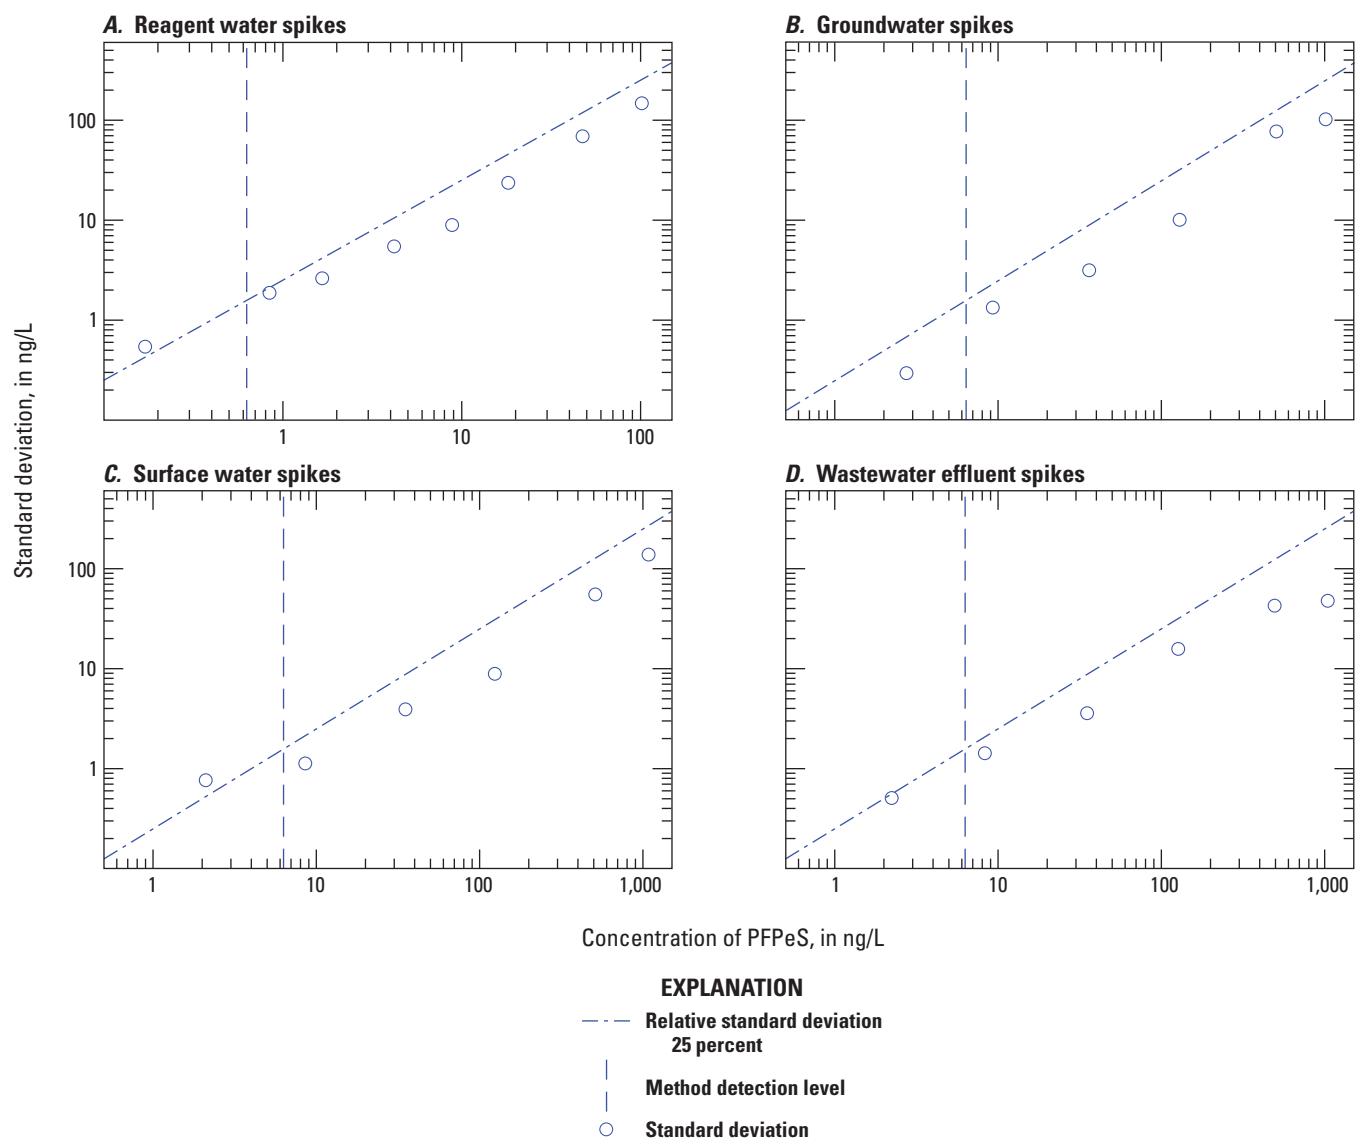 A. Reagent water spikes
B. Groundwater spikes
100
10
1
1 10 100
C. Surface water spikes
D. Wastewater effluent spikes
100
10
1
1 10 100 1,000
1 10 100 1,000
Standard deviation, in ng/L
Concentration of PFPeS, in ng/L
EXPLANATION
Relative standard deviation
25 percent
Method detection level
Standard deviation